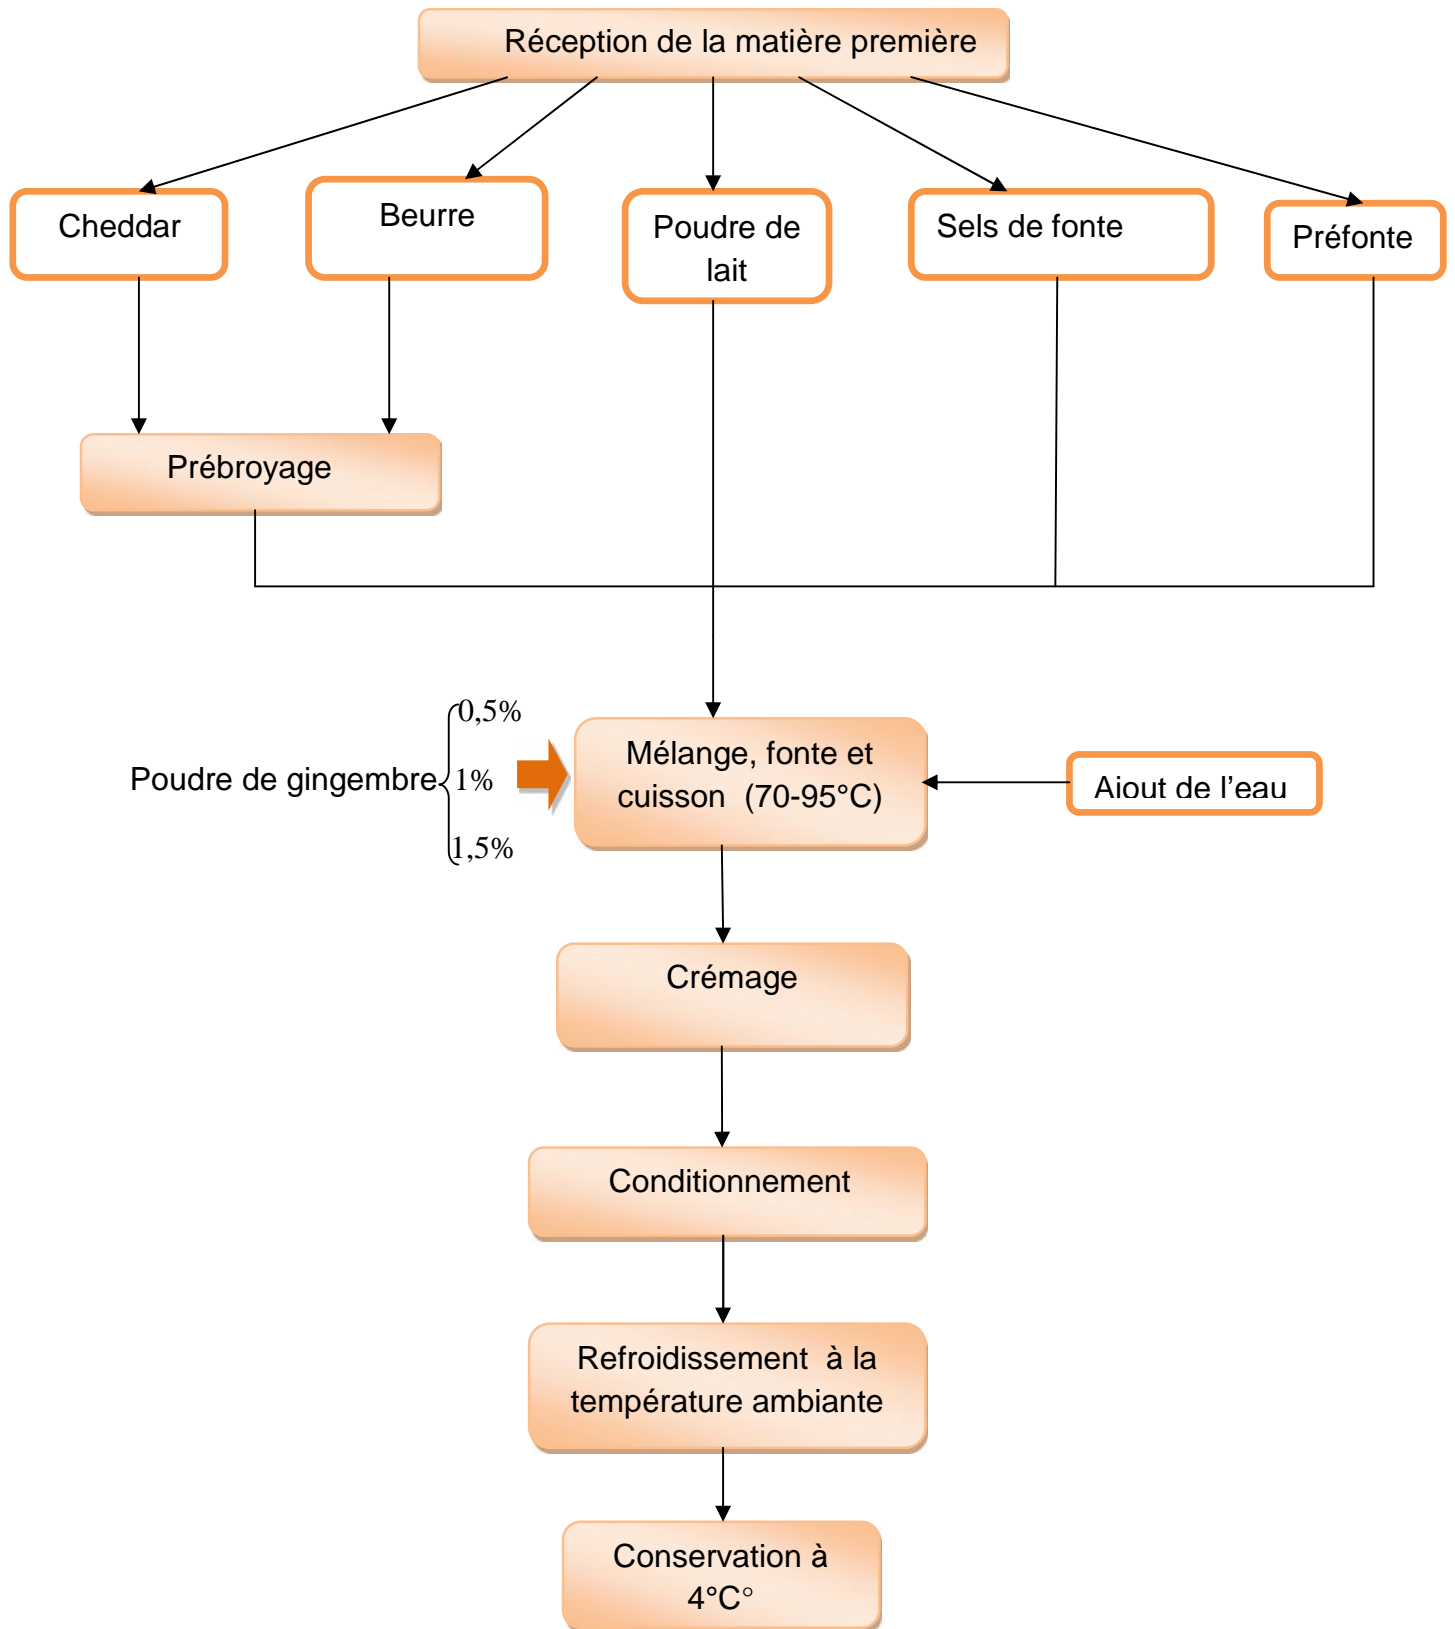 Réception de la matière première
Cheddar
Beurre
Poudre de
lait
Sels de fonte
Préfonte
Prébroyage
0,5%
Poudre de gingembre 1%
1,5%
Mélange, fonte et
cuisson (70-95°C)
Aiout de l'eau
Crémage
Conditionnement
Refroidissement à la
température ambiante
Conservation à
4°C°